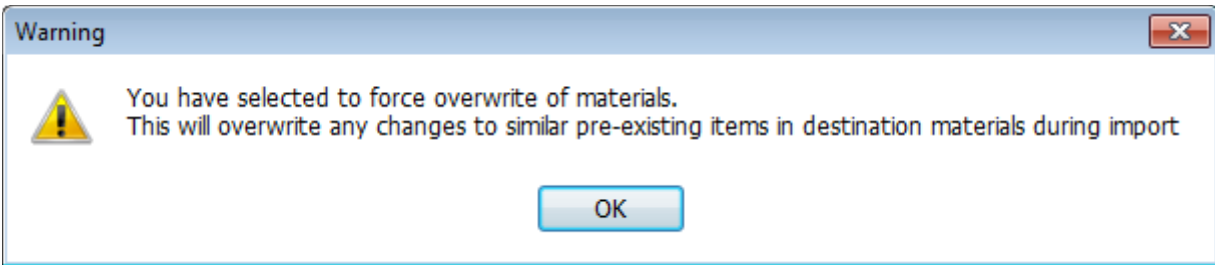 Warning
You have selected to force overwrite of materials.
This will overwrite any changes to similar pre-existing items in destination materials during import
OK